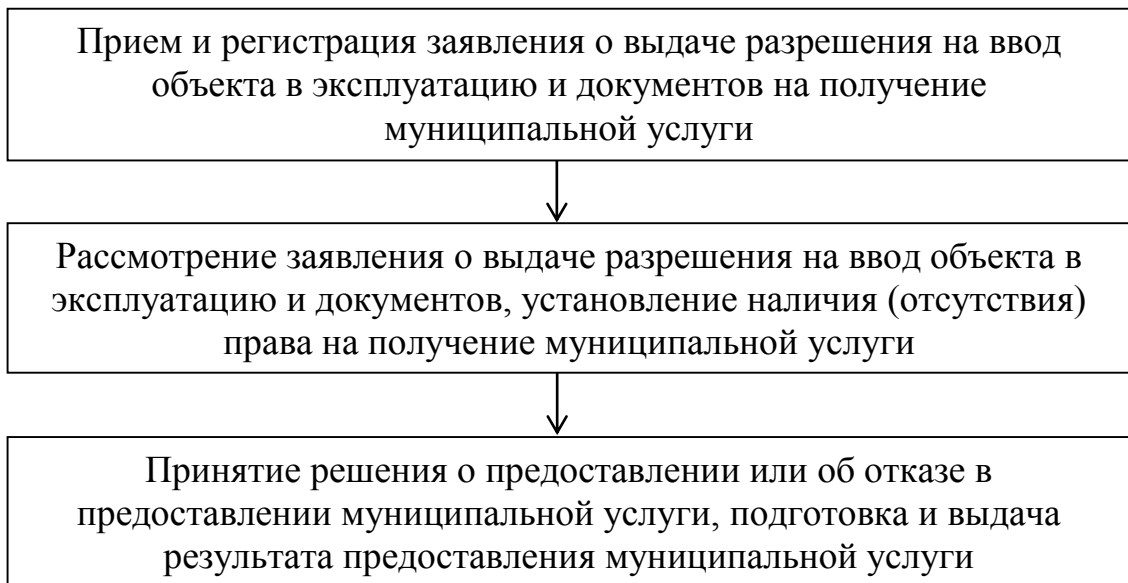 Прием и регистрация заявления о выдаче разрешения на ввод
объекта в эксплуатацию и документов на получение
муниципальной услуги
Рассмотрение заявления о выдаче разрешения на ввод объекта в
эксплуатацию и документов, установление наличия (отсутствия)
права на получение муниципальной услуги
Принятие решения о предоставлении или об отказе в
предоставлении муниципальной услуги, подготовка и выдача
результата предоставления муниципальной услуги